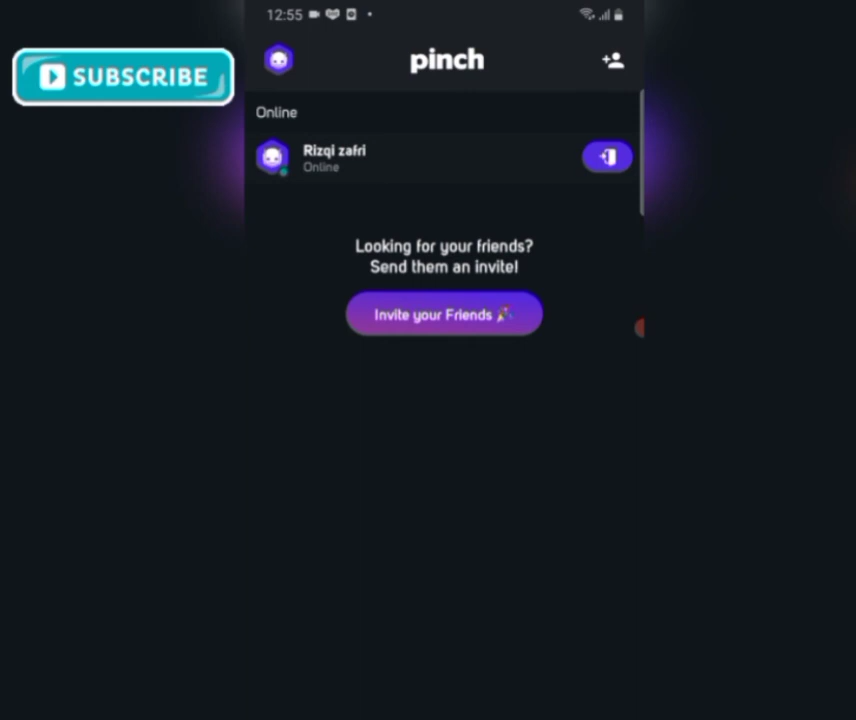 12:55
SUBSCRIBE
pinch
Online
Rizqi zafri
Online
Looking for your friends?
Send them an invite!
Invite your Friends 🎉